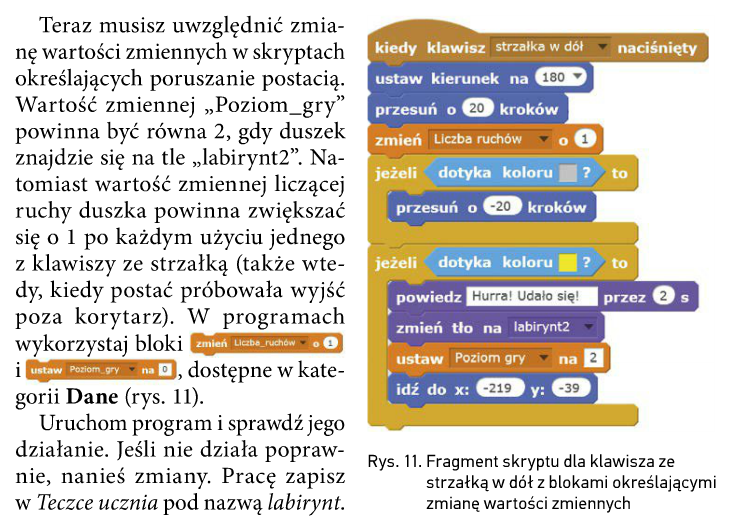 Teraz musisz uwzględnić zmia-
nę wartości zmiennych w skryptach
określających poruszanie postacią.
Wartość zmiennej „Poziom_gry”
powinna być równa 2, gdy duszek
znajdzie się na tle „labirynt2”. Na-
tomiast wartość zmiennej liczącej
ruchy duszka powinna zwiększać
się o 1 po każdym użyciu jednego
z klawiszy ze strzałką (także wte-
dy, kiedy postać próbowała wyjść
poza korytarz). W programach
wykorzystaj bloki zmień Liczba_ruchów o 1
i ustaw Poziom_gry na 0, dostępne w kate-
gorii Dane (rys. 11).
Uruchom program i sprawdź jego
działanie. Jeśli nie działa popraw-
nie, nanieś zmiany. Pracę zapisz
w Teczce ucznia pod nazwą labirynt.
kiedy klawisz strzałka w dół naciśnięty
ustaw kierunek na 180
przesuń o 20 kroków
zmień Liczba ruchów o 1
jeżeli dotyka koloru ? to
przesuń o -20 kroków
jeżeli dotyka koloru ? to
powiedz Hurra! Udało się! przez 2 s
zmień tło na labirynt2
ustaw Poziom gry na 2
idź do x: -219 y: -39
Rys. 11. Fragment skryptu dla klawisza ze
strzałką w dół z blokami określającymi
zmianę wartości zmiennych